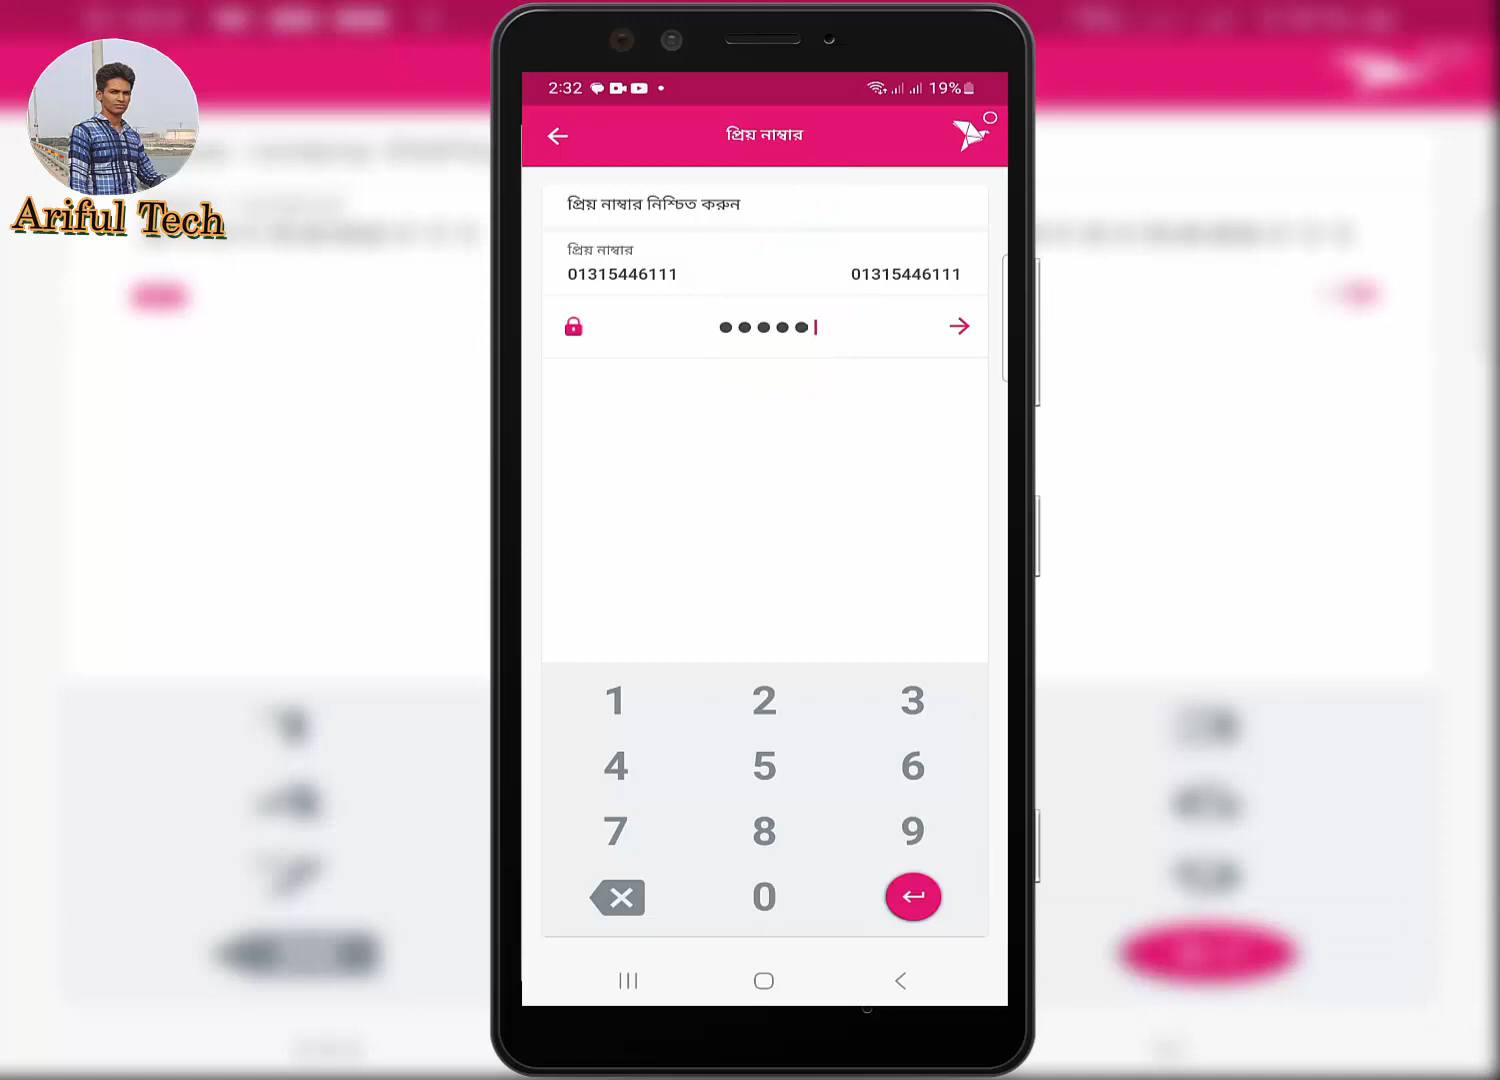 Ariful Tech
2:32
19%
প্রিয় নাম্বার
প্রিয় নাম্বার নিশ্চিত করুন
প্রিয় নাম্বার
01315446111 01315446111
1 2 3
4 5 6
7 8 9
0